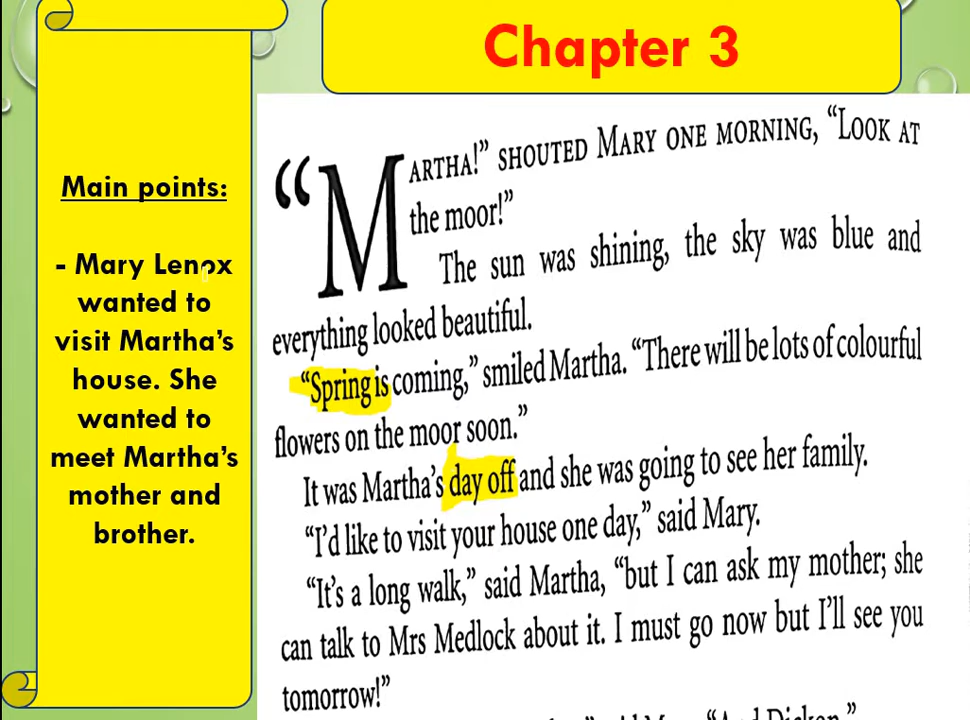 Chapter 3
Main points:
- Mary Lenox
wanted to
visit Martha's
house. She
wanted to
meet Martha's
mother and
brother.
“MARTHA!” SHOUTED MARY ONE MORNING, “LOOK AT
the moor!”
The sun was shining, the sky was blue and
everything looked beautiful.
“Spring is coming,” smiled Martha. “There will be lots of colourful
flowers on the moor soon.”
It was Martha's day off and she was going to see her family.
“I'd like to visit your house one day,” said Mary.
“It's a long walk,” said Martha, “but I can ask my mother; she
can talk to Mrs Medlock about it. I must go now but I'll see you
tomorrow!”